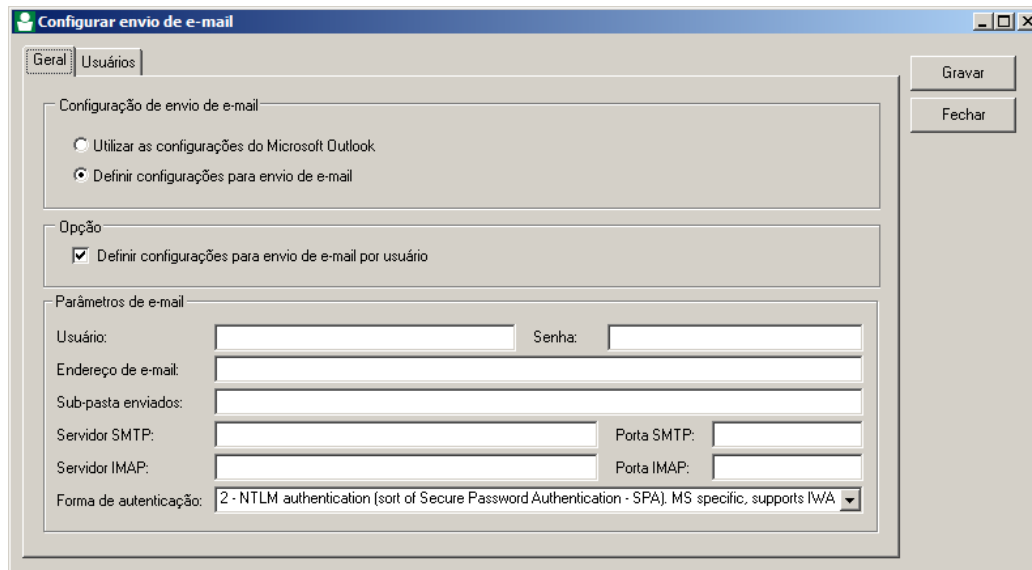 Configurar envio de e-mail
Geral
Usuários
Gravar
Fechar
Configuração de envio de e-mail
Utilizar as configurações do Microsoft Outlook
Definir configurações para envio de e-mail
Opção
Definir configurações para envio de e-mail por usuário
Parâmetros de e-mail
Usuário:
Senha:
Endereço de e-mail:
Sub-pasta enviados:
Servidor SMTP:
Porta SMTP:
Servidor IMAP:
Porta IMAP:
Forma de autenticação:
2 - NTLM authentication (sort of Secure Password Authentication - SPA). MS specific, supports IWA